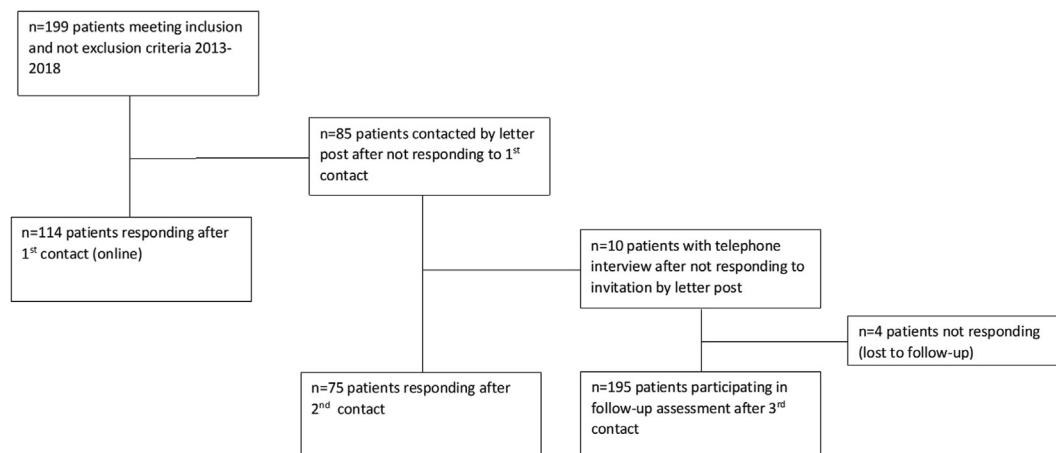 n=199 patients meeting inclusion
and not exclusion criteria 2013-
2018
n=85 patients contacted by letter
post after not responding to 1st
contact
n=114 patients responding after
1st contact (online)
n=10 patients with telephone
interview after not responding to
invitation by letter post
n=4 patients not responding
(lost to follow-up)
n=75 patients responding after
2nd contact
n=195 patients participating in
follow-up assessment after 3rd
contact